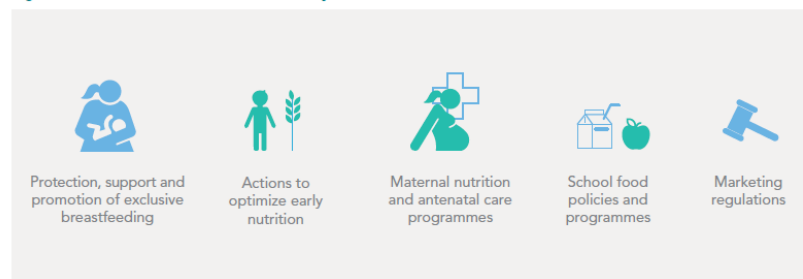 Protection, support and
promotion of exclusive
breastfeeding
Actions to
optimize early
nutrition
Maternal nutrition
and antenatal care
programmes
School food
policies and
programmes
Marketing
regulations